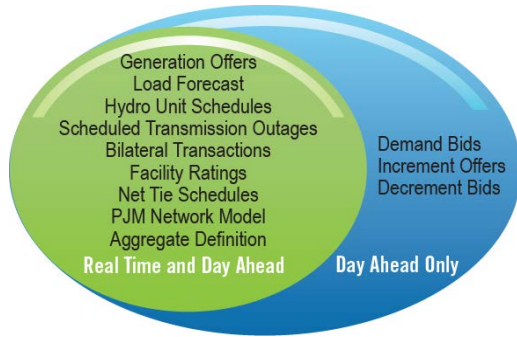 Generation Offers
Load Forecast
Hydro Unit Schedules
Scheduled Transmission Outages
Bilateral Transactions
Facility Ratings
Net Tie Schedules
PJM Network Model
Aggregate Definition
Real Time and Day Ahead
Demand Bids
Increment Offers
Decrement Bids
Day Ahead Only